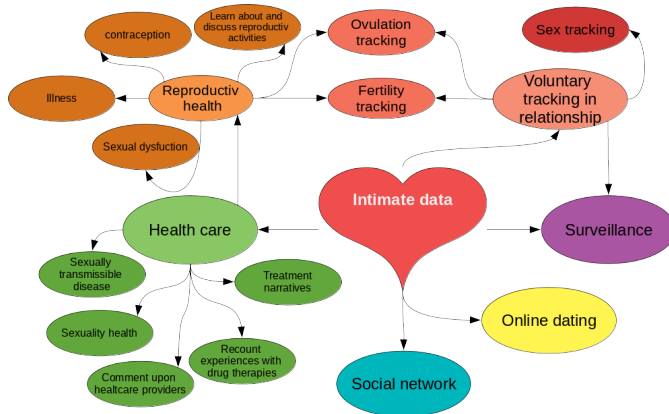 contraception
Learn about and
discuss reproductiv
activities
Ovulation
tracking
Sex tracking
Illness
Reproductiv
health
Fertility
tracking
Voluntary
tracking in
relationship
Sexual dysfuction
Intimate data
Health care
Surveillance
Sexually
transmissible
disease
Treatment
narratives
Sexuality health
Online dating
Recount
experiences with
drug therapies
Comment upon
healtcare providers
Social network